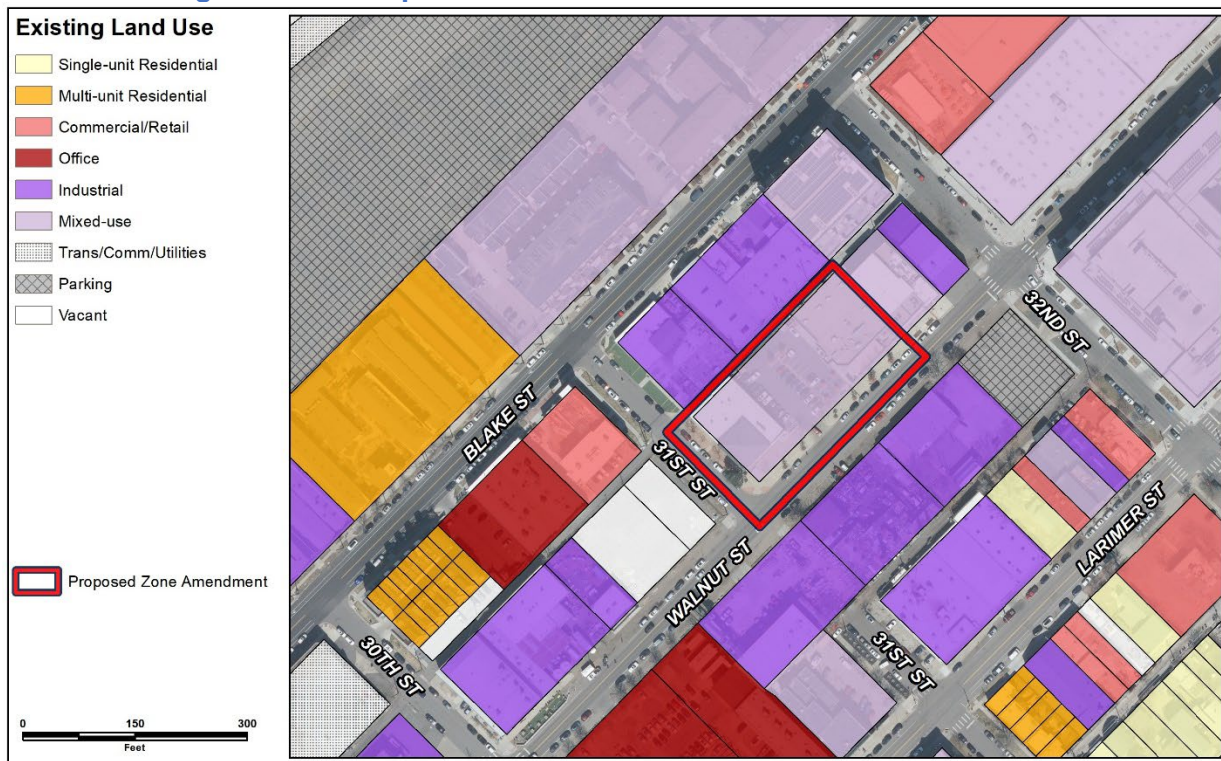 Existing Land Use
Single-unit Residential
Multi-unit Residential
Commercial/Retail
Office
Industrial
Mixed-use
Trans/Comm/Utilities
Parking
Vacant
Proposed Zone Amendment
0 150 300
Feet
32ND ST
BLAKE ST
31ST ST
LARIMER ST
WALNUT ST
30TH ST
31ST ST